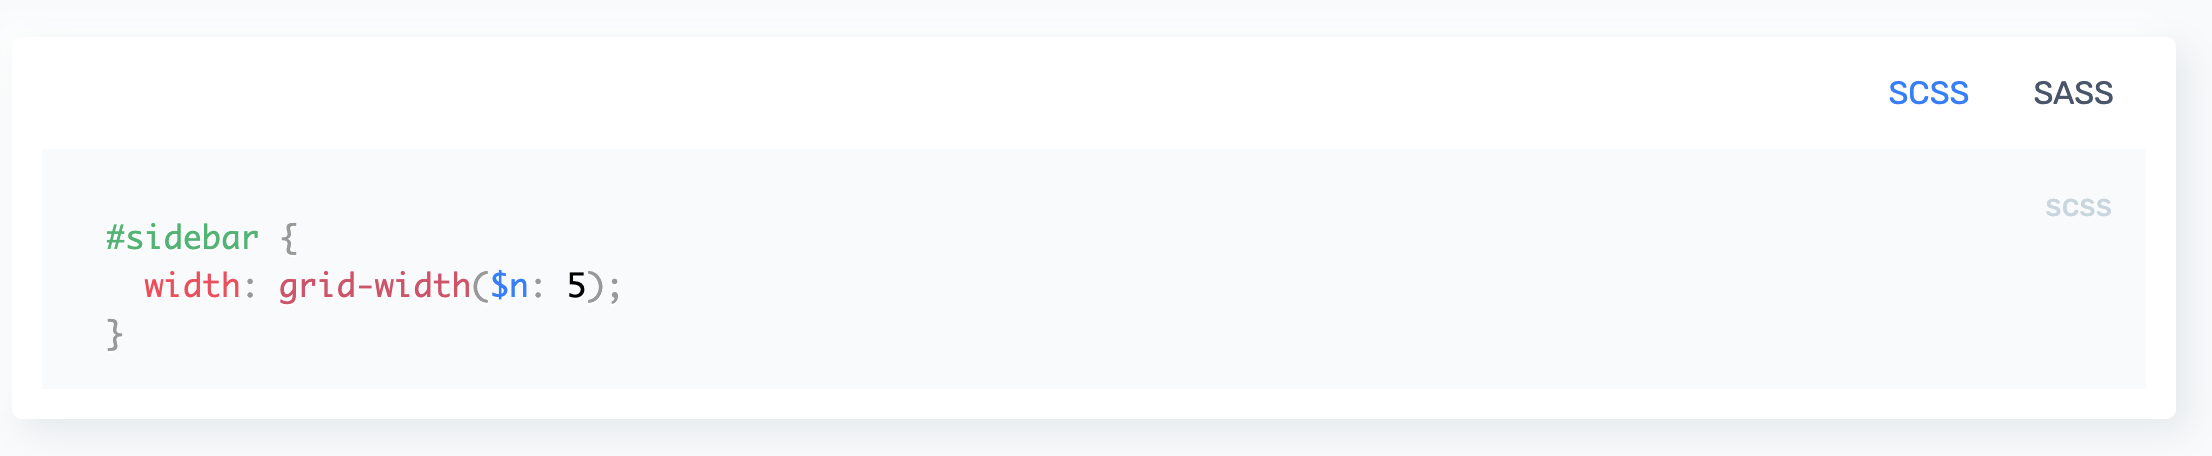 SCSS SASS
scss
#sidebar {
  width: grid-width($n: 5);
}